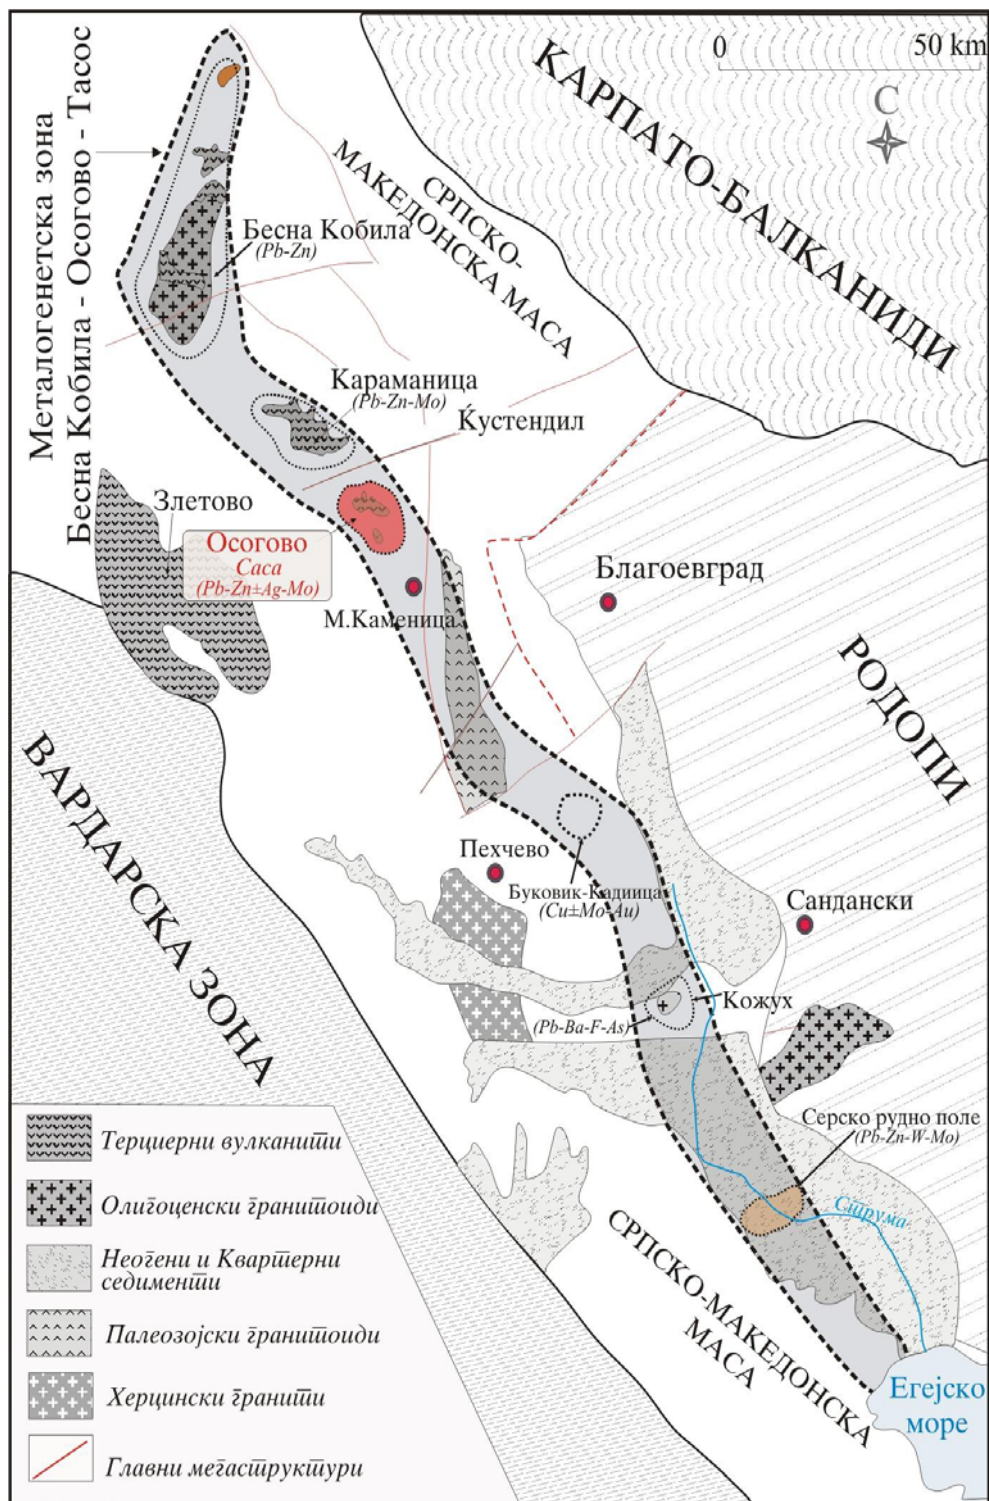 0 50 km
С
КАРПАТО-БАЛКАНИДИ
СРПСКО-
МАКЕДОНСКА МАСА
Металогенетска зона
Бесна Кобила - Осогово - Тасос
Бесна Кобила
(Pb-Zn)
Караманица
(Pb-Zn-Mo)
Ќустендил
Злетово
Осогово
Саса
(Pb-Zn±Ag-Mo)
М.Каменица
Благоевград
РОДОПИ
ВАРДАРСКА ЗОНА
Пехчево
Буковик-Кадиица
(Cu±Mo-Au)
Сандански
Кожух
(Pb-Ba-F-As)
Серско рудно поле
(Pb-Zn-W-Mo)
Струма
СРПСКО-МАКЕДОНСКА
МАСА
Егејско
море
Терциерни вулканити
Олигоценски гранитоиди
Неогени и Квартерни
седименти
Палеозојски гранитоиди
Херцински гранити
Главни мегаструктури